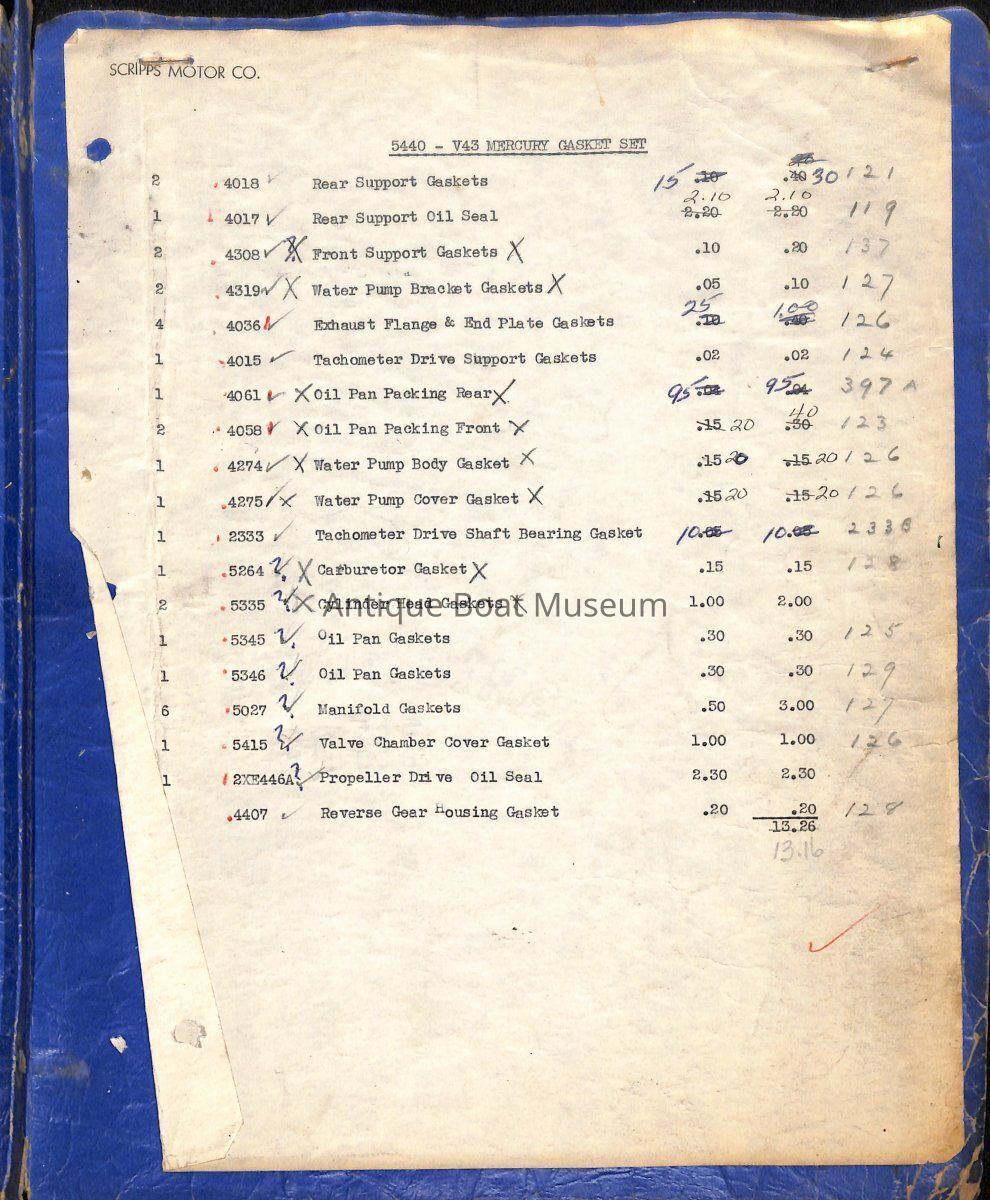 SCRIPPS MOTOR CO.
5440 - V43 MERCURY GASKET SET
2 4018 ✓ Rear Support Gaskets 15 .10 .40 30 121
2.10 2.10
1 4017 ✓ Rear Support Oil Seal 2.20 2.20 119
2 4308 ✓ ? X Front Support Gaskets X .10 .20 137
2 4319 ✓ X Water Pump Bracket Gaskets X .05 .10 127
25 1.00
4 4036 ✓ Exhaust Flange & End Plate Gaskets .10 .40 126
1 4015 ✓ Tachometer Drive Support Gaskets .02 .02 124
1 4061 ✓ X Oil Pan Packing Rear X 95 .04 95 .04 397 A
40
2 4058 ✓ X Oil Pan Packing Front X .15 20 .30 123
1 4274 ✓ X Water Pump Body Gasket X .15 20 .15 20 126
1 4275 ✓ X Water Pump Cover Gasket X .15 20 .15 20 126
1 2333 ✓ Tachometer Drive Shaft Bearing Gasket 10 .05 10 .05 233B
1 5264 ? ✓ X Carburetor Gasket X .15 .15 128
2 5335 ? ✓ X Cylinder Head Gaskets X 1.00 2.00
Antique Boat Museum
1 5345 ? ✓ Oil Pan Gaskets .30 .30 125
1 5346 ? ✓ Oil Pan Gaskets .30 .30 129
6 5027 ? ✓ Manifold Gaskets .50 3.00 127
1 5415 ? ✓ Valve Chamber Cover Gasket 1.00 1.00 126
1 2XE446A ? ✓ Propeller Drive Oil Seal 2.30 2.30
4407 ✓ Reverse Gear Housing Gasket .20 .20 128
13.26
13.16